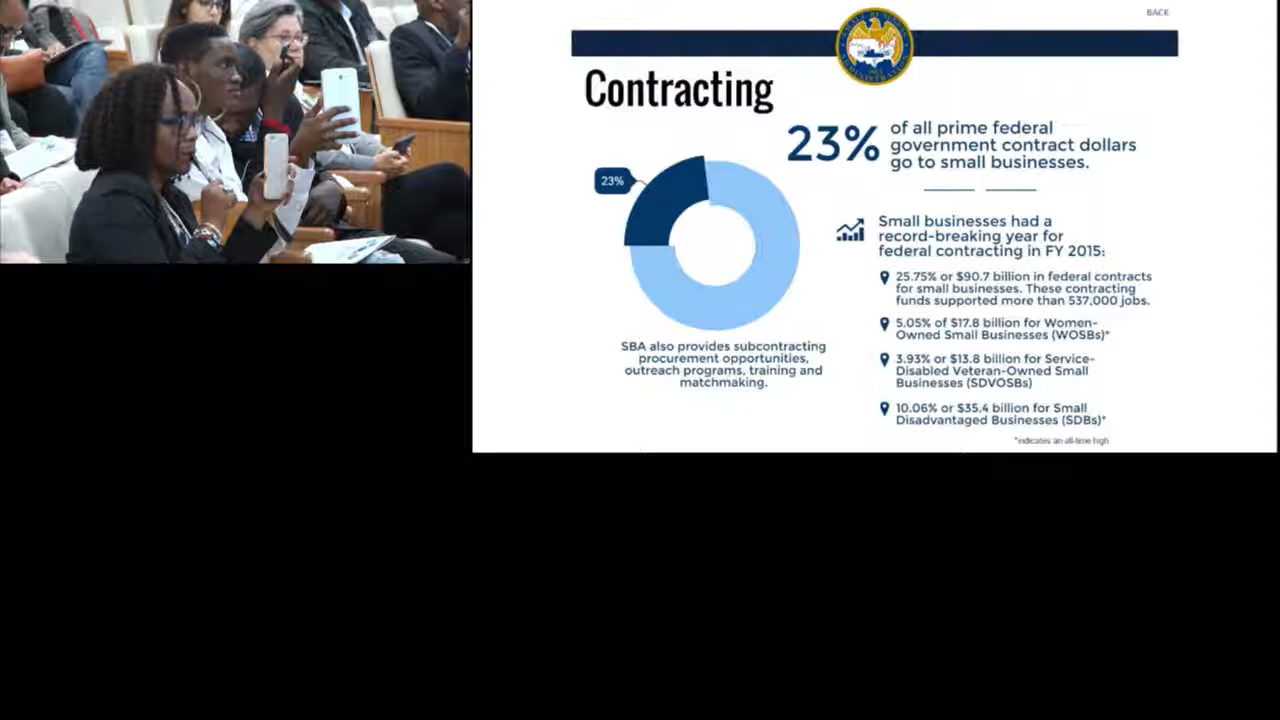 BACK
Contracting
23%
of all prime federal
government contract dollars
go to small businesses.
23%
Small businesses had a
record-breaking year for
federal contracting in FY 2015:
25.75% or $90.7 billion in federal contracts
for small businesses. These contracting
funds supported more than 537,000 jobs.
5.05% of $17.8 billion for Women-
Owned Small Businesses (WOSBs)*
3.93% or $13.8 billion for Service-
Disabled Veteran-Owned Small
Businesses (SDVOSBs)
10.06% or $35.4 billion for Small
Disadvantaged Businesses (SDBs)*
*indicates an all-time high
SBA also provides subcontracting
procurement opportunities,
outreach programs, training and
matchmaking.